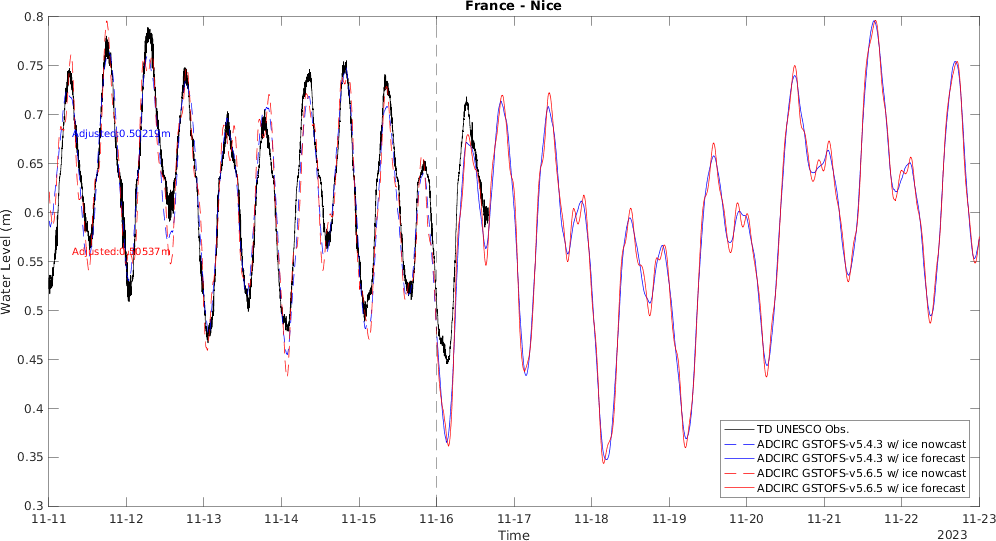 France - Nice
0.8
0.75
0.7
0.65
0.6
0.55
0.5
0.45
0.4
0.35
0.3
Water Level (m)
Adjusted:0.50219m
Adjusted:0.50537m
TD UNESCO Obs.
ADCIRC GSTOFS-v5.4.3 w/ ice nowcast
ADCIRC GSTOFS-v5.4.3 w/ ice forecast
ADCIRC GSTOFS-v5.6.5 w/ ice nowcast
ADCIRC GSTOFS-v5.6.5 w/ ice forecast
11-11 11-12 11-13 11-14 11-15 11-16 11-17 11-18 11-19 11-20 11-21 11-22 11-23
Time
2023